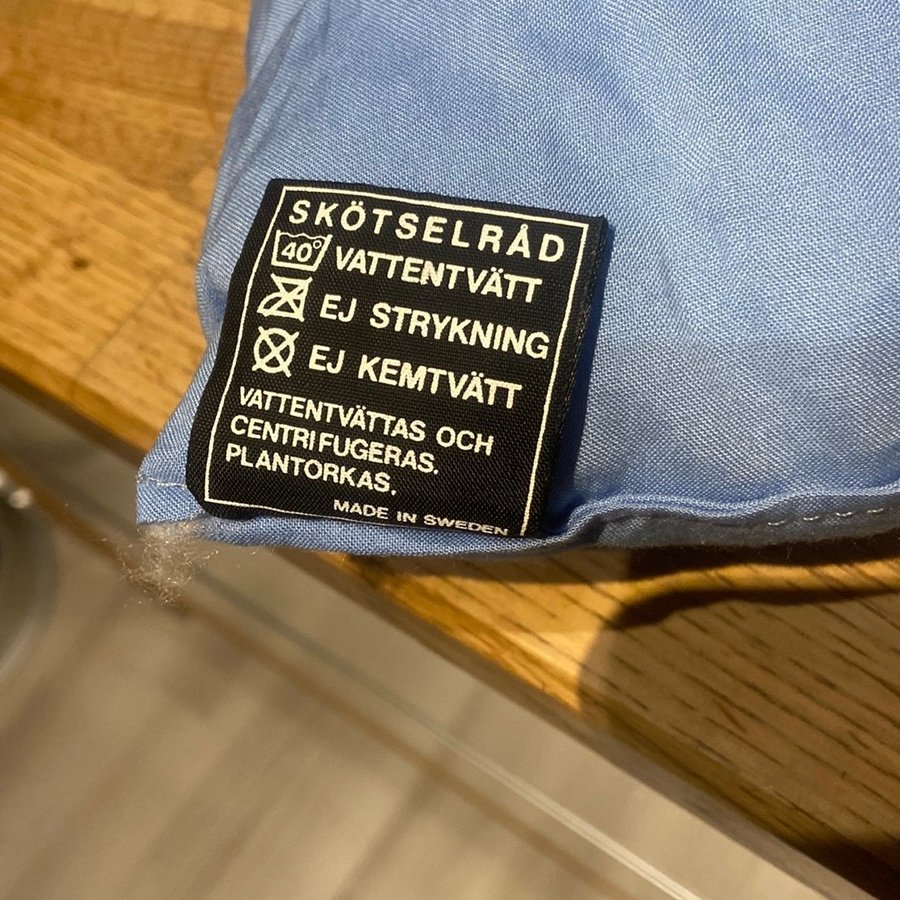 SKÖTSELRÅD
40° VATTENTVÄTT
EJ STRYKNING
EJ KEMTVÄTT
VATTENTVÄTTAS OCH
CENTRIFUGERAS.
PLANTORKAS.
MADE IN SWEDEN